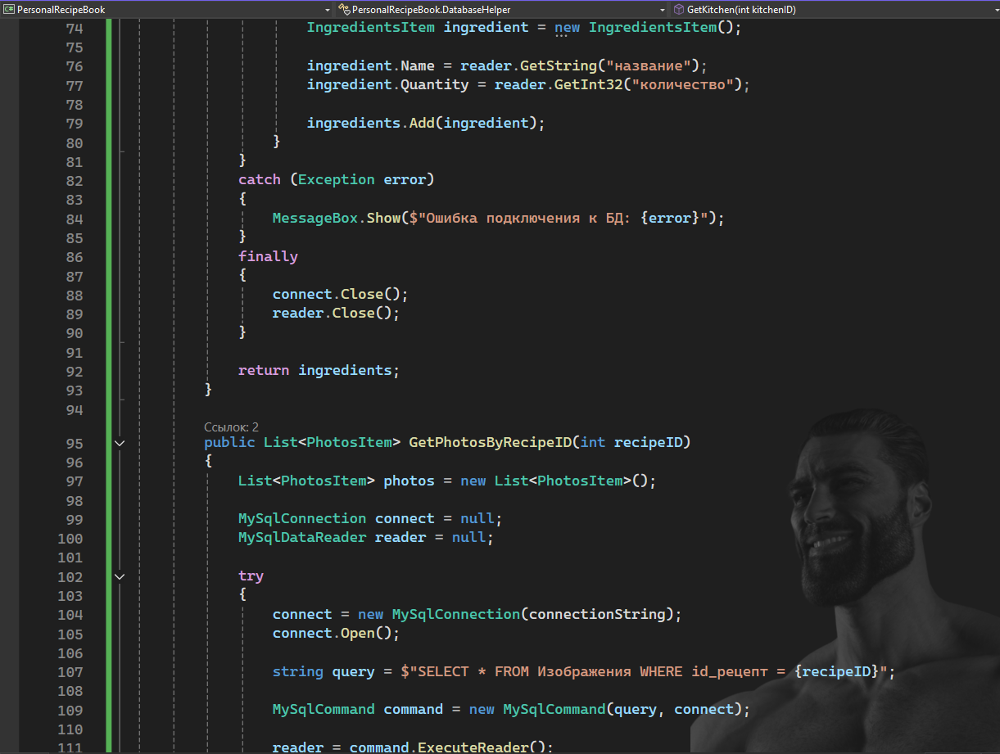 C# PersonalRecipeBook
PersonalRecipeBook.DatabaseHelper
GetKitchen(int kitchenID)
74 IngredientsItem ingredient = new IngredientsItem();
75
76 ingredient.Name = reader.GetString("название");
77 ingredient.Quantity = reader.GetInt32("количество");
78
79 ingredients.Add(ingredient);
80 }
81 }
82 catch (Exception error)
83 {
84 MessageBox.Show($"Ошибка подключения к БД: {error}");
85 }
86 finally
87 {
88 connect.Close();
89 reader.Close();
90 }
91
92 return ingredients;
93 }
94
Ссылок: 2
95 public List<PhotosItem> GetPhotosByRecipeID(int recipeID)
96 {
97 List<PhotosItem> photos = new List<PhotosItem>();
98
99 MySqlConnection connect = null;
100 MySqlDataReader reader = null;
101
102 try
103 {
104 connect = new MySqlConnection(connectionString);
105 connect.Open();
106
107 string query = $"SELECT * FROM Изображения WHERE id_рецепт = {recipeID}";
108
109 MySqlCommand command = new MySqlCommand(query, connect);
110
111 reader = command.ExecuteReader();